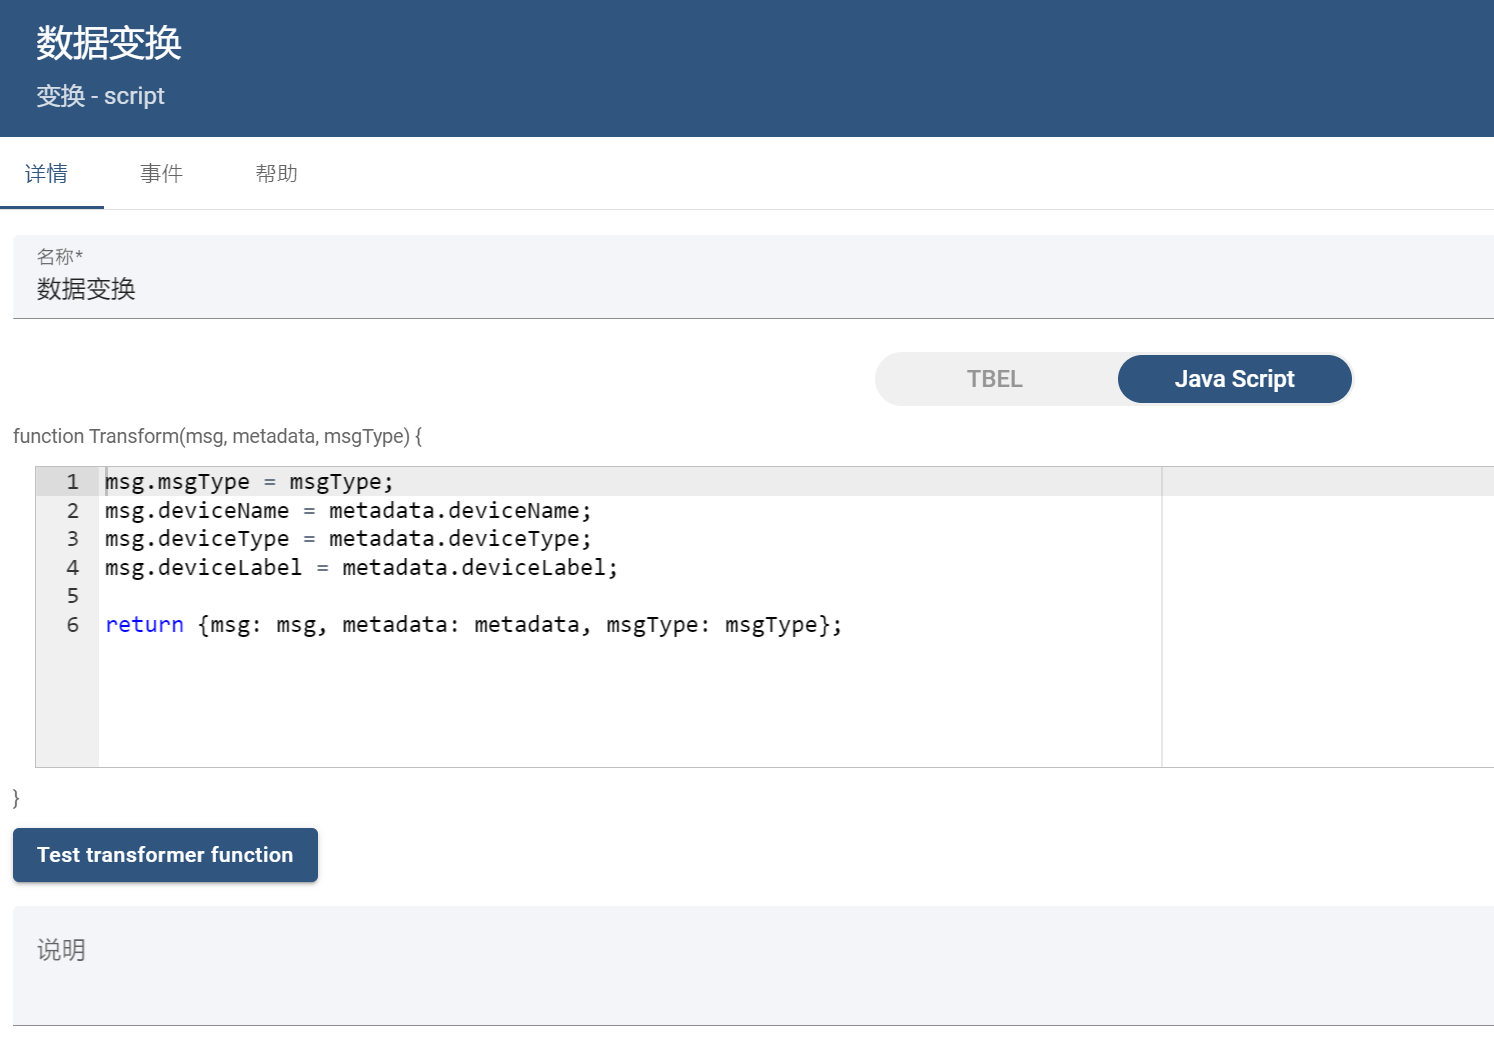 数据变换
变换 - script
详情 事件 帮助
名称*
数据变换
TBEL Java Script
function Transform(msg, metadata, msgType) {
1 msg.msgType = msgType;
2 msg.deviceName = metadata.deviceName;
3 msg.deviceType = metadata.deviceType;
4 msg.deviceLabel = metadata.deviceLabel;
5
6 return {msg: msg, metadata: metadata, msgType: msgType};
}
Test transformer function
说明